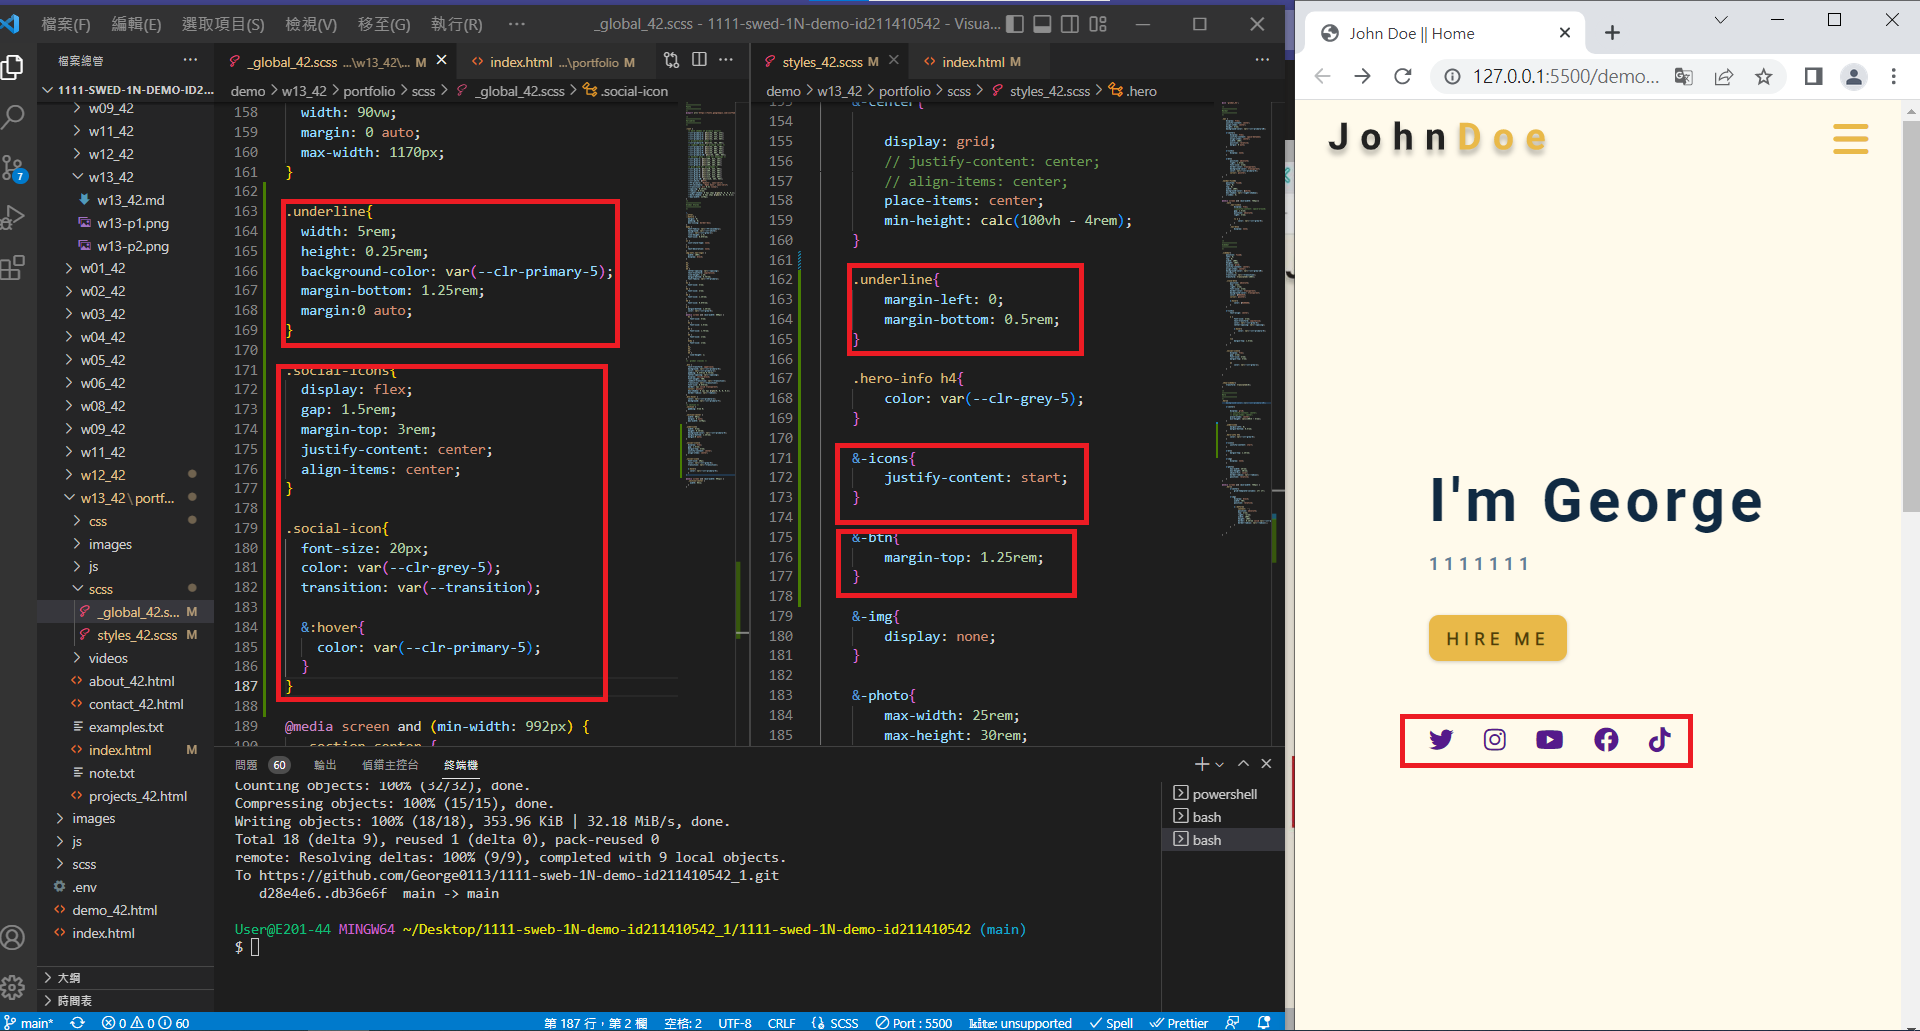 檔案(F) 編輯(E) 選取項目(S) 檢視(V) 移至(G) 執行(R) ··· _global_42.scss - 1111-swed-1N-demo-id211410542 - Visua...
檔案總管 ···
1111-SWED-1N-DEMO-ID2...
w09_42
w11_42
w12_42
w13_42
w13_42.md
w13-p1.png
w13-p2.png
w01_42
w02_42
w03_42
w04_42
w05_42
w06_42
w08_42
w09_42
w11_42
w12_42
w13_42 \ portf...
css
images
js
scss
_global_42.s... M
styles_42.scss M
videos
about_42.html
contact_42.html
examples.txt
index.html M
note.txt
projects_42.html
images
js
scss
.env
demo_42.html
index.html
大綱
時間表
7
_global_42.scss ...\w13_42\... M
index.html ...\portfolio M
demo > w13_42 > portfolio > scss > _global_42.scss > .social-icon
158 width: 90vw;
159 margin: 0 auto;
160 max-width: 1170px;
161 }
162
163 .underline{
164 width: 5rem;
165 height: 0.25rem;
166 background-color: var(--clr-primary-5);
167 margin-bottom: 1.25rem;
168 margin:0 auto;
169 }
170
171 .social-icons{
172 display: flex;
173 gap: 1.5rem;
174 margin-top: 3rem;
175 justify-content: center;
176 align-items: center;
177 }
178
179 .social-icon{
180 font-size: 20px;
181 color: var(--clr-grey-5);
182 transition: var(--transition);
183
184 &:hover{
185 color: var(--clr-primary-5);
186 }
187 }
188
189 @media screen and (min-width: 992px) {
190 .section-center {
styles_42.scss M
index.html M
demo > w13_42 > portfolio > scss > styles_42.scss > .hero
153 &-center{
154
155 display: grid;
156 // justify-content: center;
157 // align-items: center;
158 place-items: center;
159 min-height: calc(100vh - 4rem);
160 }
161
162 .underline{
163 margin-left: 0;
164 margin-bottom: 0.5rem;
165 }
166
167 .hero-info h4{
168 color: var(--clr-grey-5);
169 }
170
171 &-icons{
172 justify-content: start;
173 }
174
175 &-btn{
176 margin-top: 1.25rem;
177 }
178
179 &-img{
180 display: none;
181 }
182
183 &-photo{
184 max-width: 25rem;
185 max-height: 30rem;
問題 60 輸出 偵錯主控台 終端機
Counting objects: 100% (32/32), done.
Compressing objects: 100% (15/15), done.
Writing objects: 100% (18/18), 353.96 KiB | 32.18 MiB/s, done.
Total 18 (delta 9), reused 1 (delta 0), pack-reused 0
remote: Resolving deltas: 100% (9/9), completed with 9 local objects.
To https://github.com/George0113/1111-sweb-1N-demo-id211410542_1.git
d28e4e6..db36e6f main -> main
User@E201-44 MINGW64 ~/Desktop/1111-sweb-1N-demo-id211410542_1/1111-swed-1N-demo-id211410542 (main)
$
powershell
bash
bash
main* 0 0 60 第 187 行，第 2 欄 空格: 2 UTF-8 CRLF SCSS Port : 5500 kite: unsupported Spell Prettier
John Doe || Home
127.0.0.1:5500/demo...
JohnDoe
I'm George
1111111
HIRE ME